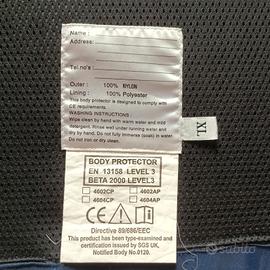 Name :
Address:
Tel no's :
Outer : 100% NYLON
Lining : 100% Polyester
This body protector is designed to comply with
CE requirements.
WASHING INSTRUCTIONS :
Wipe clean by hand with warm water and mild
detergent. Rinse well under running water and
dry by hand. Do not fully immerse (soak) in water.
Do not iron or dry clean.
XL
BODY PROTECTOR
EN 13158 LEVEL 3
BETA 2000 LEVEL3
4602CP 4602AP
4604CP 4604AP
CE
Directive 89/686/EEC
This product has been type-examined and
certification issued by SGS UK,
Notified Body No.0120.
subito